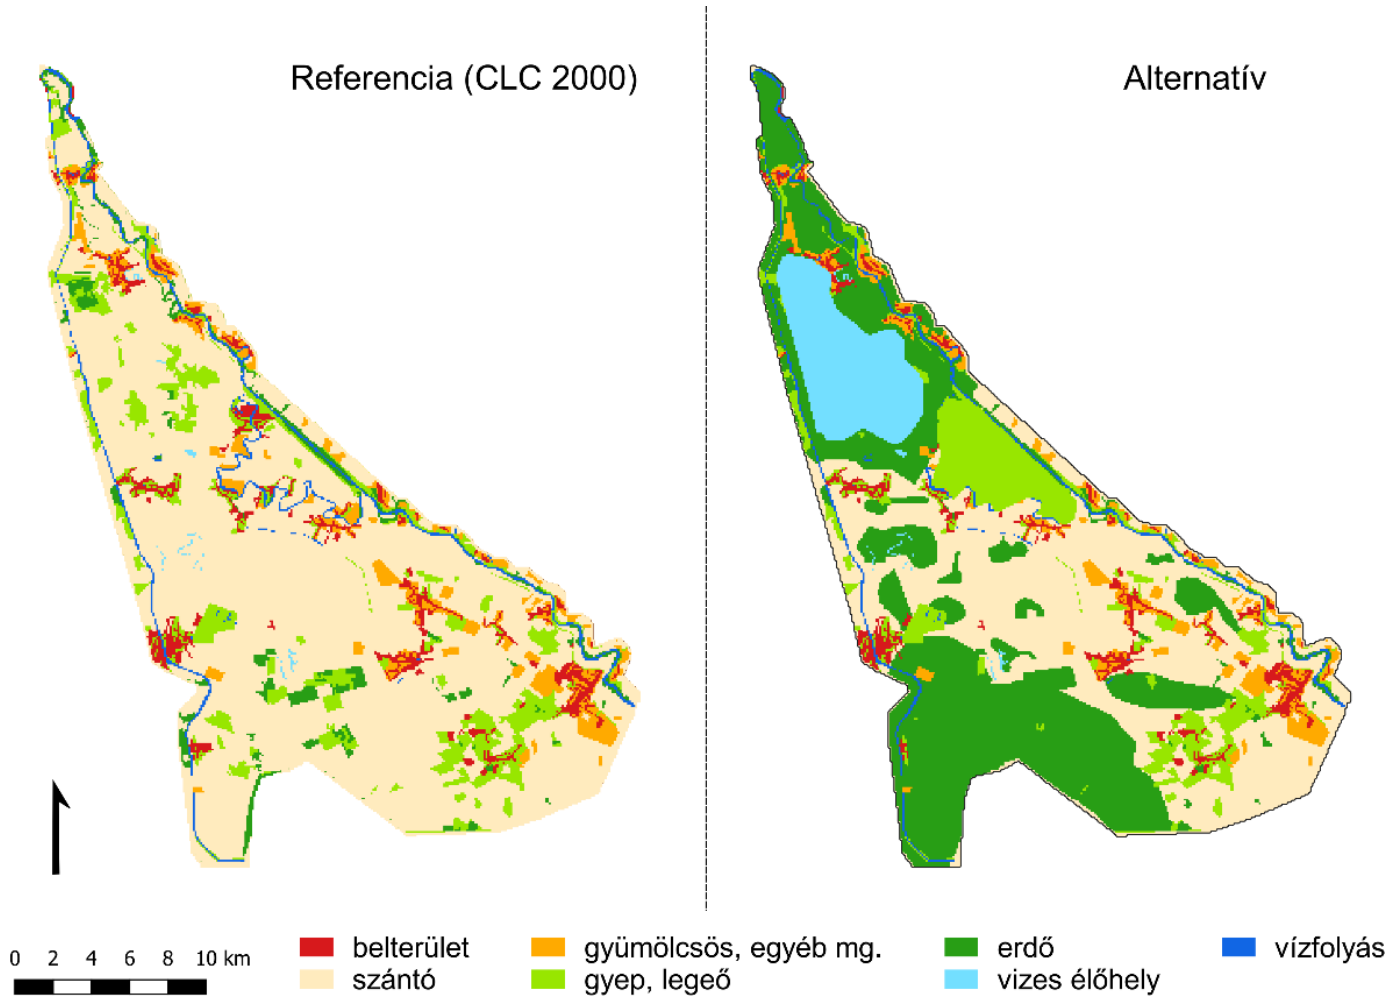 Referencia (CLC 2000)
Alternatív
0 2 4 6 8 10 km
belterület
szántó
gyümölcsös, egyéb mg.
gyep, legeő
erdő
vizes élőhely
vízfolyás